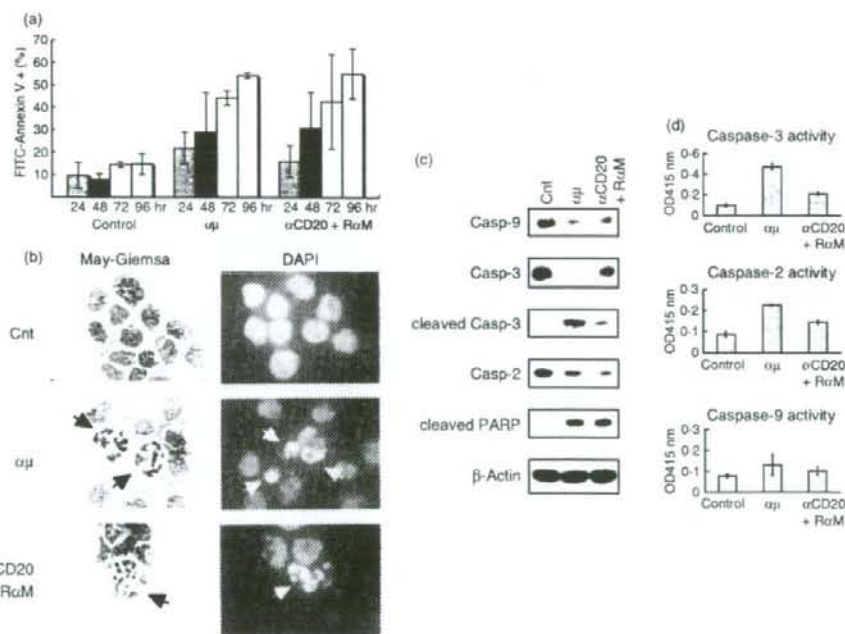 (a)
FITC-Annexin V + (%)
70
60
50
40
30
20
10
24 48 72 96 hr 24 48 72 96 hr 24 48 72 96 hr
Control αμ αCD20 + RαM
(b)
May-Giemsa DAPI
Cnt
αμ
CD20
RαM
(c)
Cnt αμ αCD20 + RαM
Casp-9
Casp-3
cleaved Casp-3
Casp-2
cleaved PARP
β-Actin
(d)
Caspase-3 activity
OD415 nm
0·6
0·4
0·2
0
Control αμ αCD20
+ RαM
Caspase-2 activity
OD415 nm
0·3
0·2
0·1
0
Control αμ αCD20
+ RαM
Caspase-9 activity
OD415 nm
0·3
0·2
0·1
0
Control αμ αCD20
+ RαM